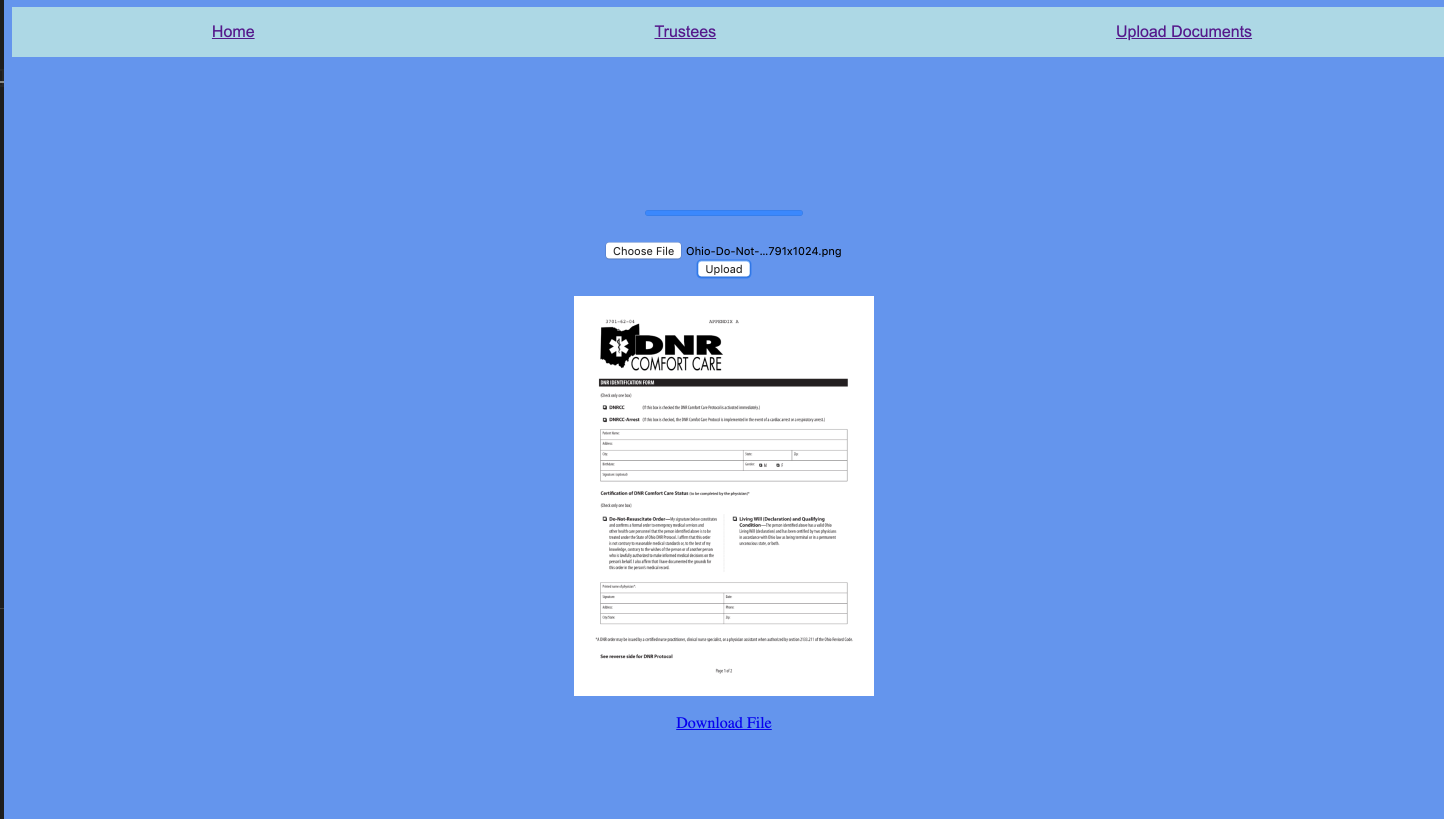 Home Trustees Upload Documents
Choose File Ohio-Do-Not-...791x1024.png
Upload
3701-62-04 APPENDIX A
DNR
COMFORT CARE
DNR IDENTIFICATION FORM
(Check only one box)
DNRCC (If this box is checked the DNR Comfort Care Protocol is activated immediately.)
DNRCC-Arrest (If this box is checked, the DNR Comfort Care Protocol is implemented in the event of a cardiac arrest or a respiratory arrest.)
Patient Name:
Address:
City: State: Zip:
Birthdate: Gender: M F
Signature (optional)
Certification of DNR Comfort Care Status (to be completed by the physician)*
(Check only one box)
Do-Not-Resuscitate Order—My signature below constitutes
and confirms a formal order to emergency medical services and
other health care personnel that the person identified above is to be
treated under the State of Ohio DNR Protocol. I affirm that this order
is not contrary to reasonable medical standards or, to the best of my
knowledge, contrary to the wishes of the person or of another person
who is lawfully authorized to make informed medical decisions on the
person's behalf. I also affirm that I have documented the grounds for
this order in the person's medical record.
Living Will (Declaration) and Qualifying
Condition—The person identified above has a valid Ohio
Living Will (declaration) and has been certified by two physicians
in accordance with Ohio law as being terminal or in a permanent
unconscious state, or both.
Printed name of physician*:
Signature: Date:
Address: Phone:
City/State: Zip:
*A DNR order may be issued by a certified nurse practitioner, clinical nurse specialist, or a physician assistant when authorized by section 2133.211 of the Ohio Revised Code.
See reverse side for DNR Protocol
Page 1 of 2
Download File